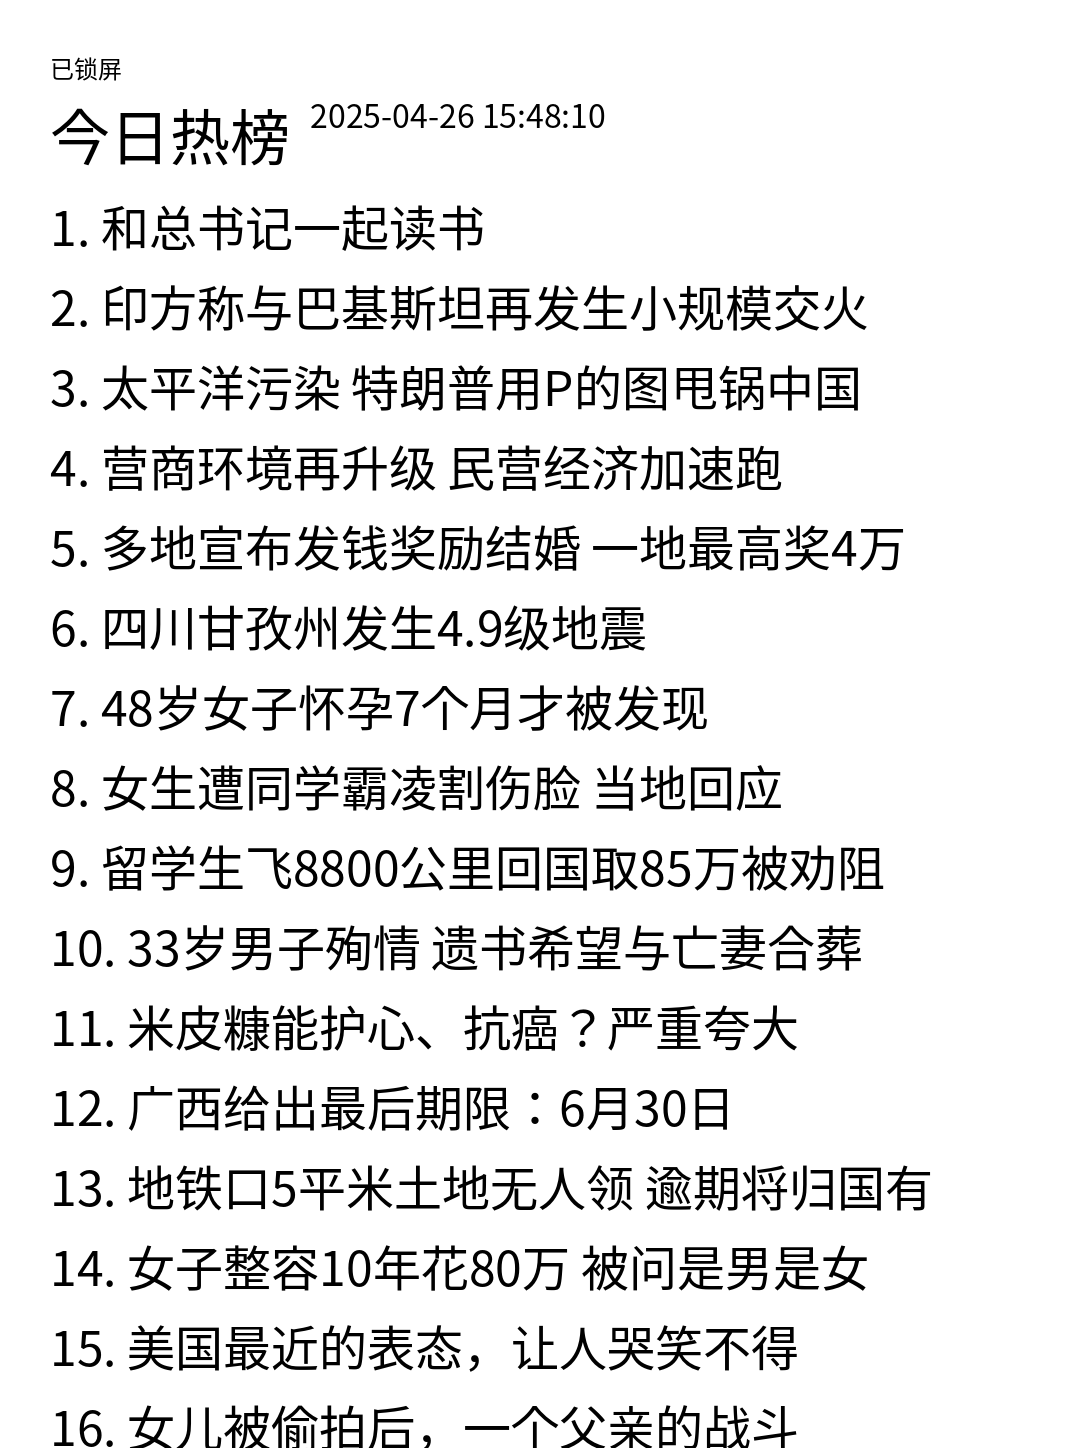 已锁屏
今日热榜 2025-04-26 15:48:10
1. 和总书记一起读书
2. 印方称与巴基斯坦再发生小规模交火
3. 太平洋污染 特朗普用P的图甩锅中国
4. 营商环境再升级 民营经济加速跑
5. 多地宣布发钱奖励结婚 一地最高奖4万
6. 四川甘孜州发生4.9级地震
7. 48岁女子怀孕7个月才被发现
8. 女生遭同学霸凌割伤脸 当地回应
9. 留学生飞8800公里回国取85万被劝阻
10. 33岁男子殉情 遗书希望与亡妻合葬
11. 米皮糠能护心、抗癌？严重夸大
12. 广西给出最后期限：6月30日
13. 地铁口5平米土地无人领 逾期将归国有
14. 女子整容10年花80万 被问是男是女
15. 美国最近的表态，让人哭笑不得
16. 女儿被偷拍后，一个父亲的战斗